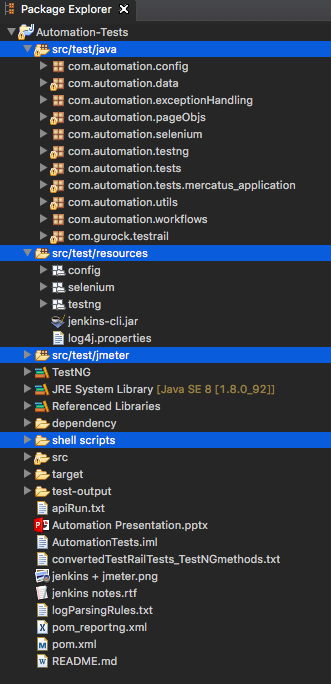 Package Explorer
Automation-Tests
src/test/java
com.automation.config
com.automation.data
com.automation.exceptionHandling
com.automation.pageObjs
com.automation.selenium
com.automation.testng
com.automation.tests
com.automation.tests.mercatus_application
com.automation.utils
com.automation.workflows
com.gurock.testrail
src/test/resources
config
selenium
testng
jenkins-cli.jar
log4j.properties
src/test/jmeter
TestNG
JRE System Library [Java SE 8 [1.8.0_92]]
Referenced Libraries
dependency
shell scripts
src
target
test-output
apiRun.txt
Automation Presentation.pptx
AutomationTests.iml
convertedTestRailTests_TestNGmethods.txt
jenkins + jmeter.png
jenkins notes.rtf
logParsingRules.txt
pom_reportng.xml
pom.xml
README.md